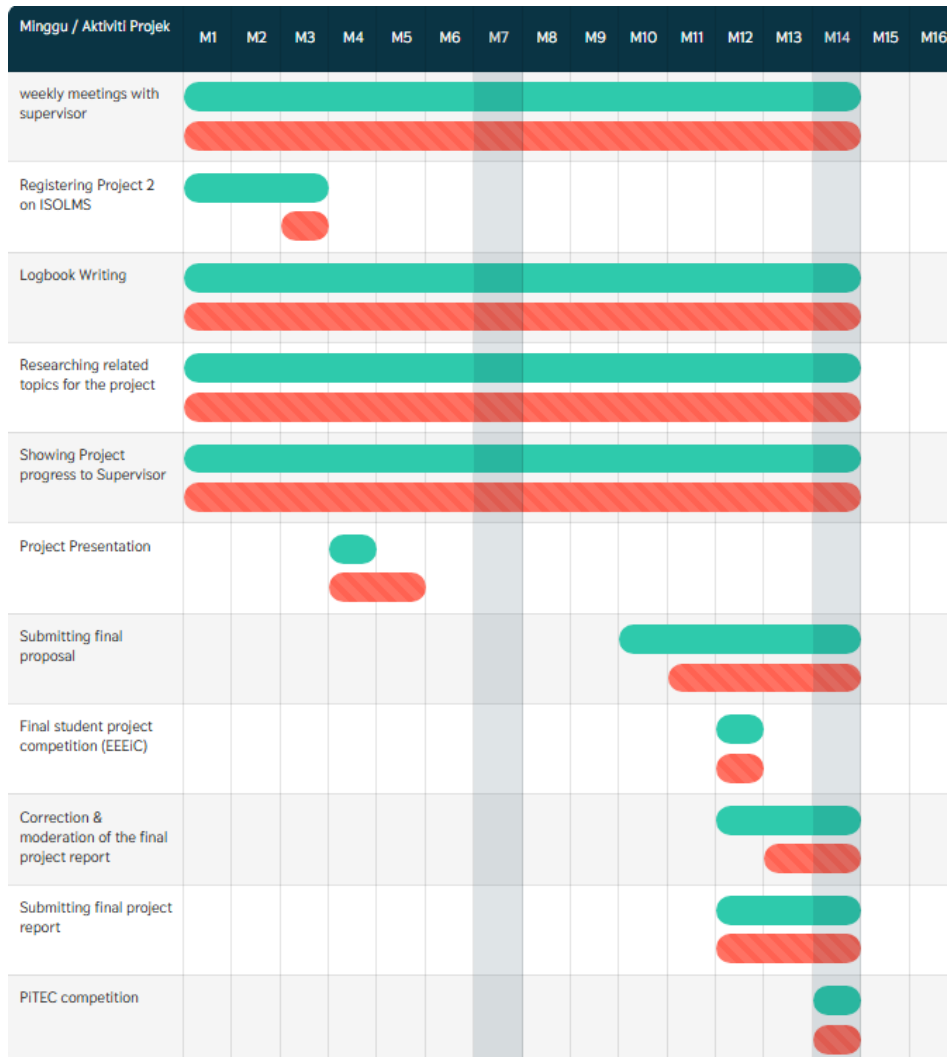 Minggu / Aktiviti Projek
M1 M2 M3 M4 M5 M6 M7 M8 M9 M10 M11 M12 M13 M14 M15 M16
weekly meetings with
supervisor
Registering Project 2
on ISOLMS
Logbook Writing
Researching related
topics for the project
Showing Project
progress to Supervisor
Project Presentation
Submitting final
proposal
Final student project
competition (EEEiC)
Correction &
moderation of the final
project report
Submitting final project
report
PiTEC competition